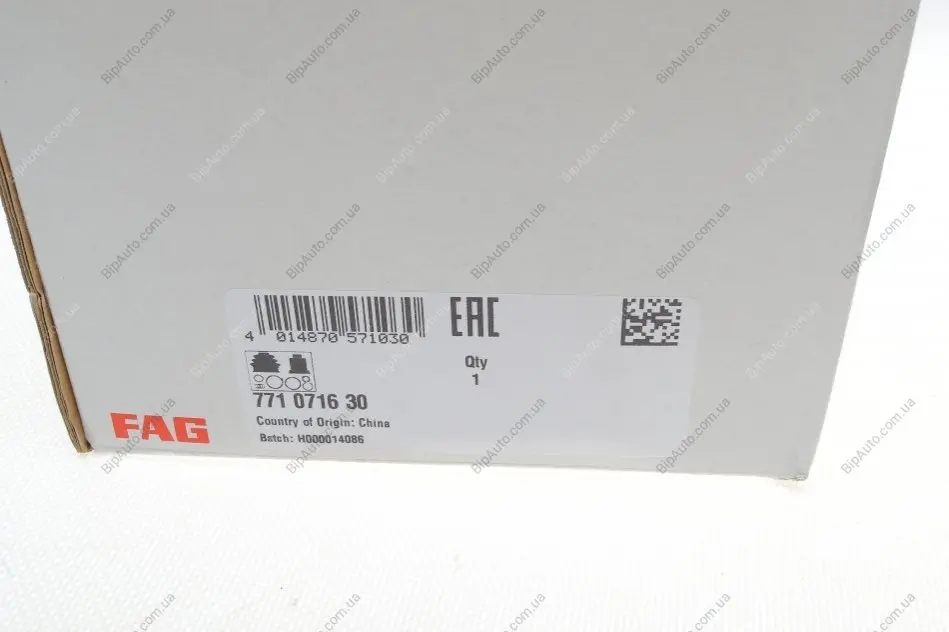 4 014870 571030
EAC
Qty
1
771 0716 30
Country of Origin: China
Batch: H000014086
FAG
BipAuto.com.ua